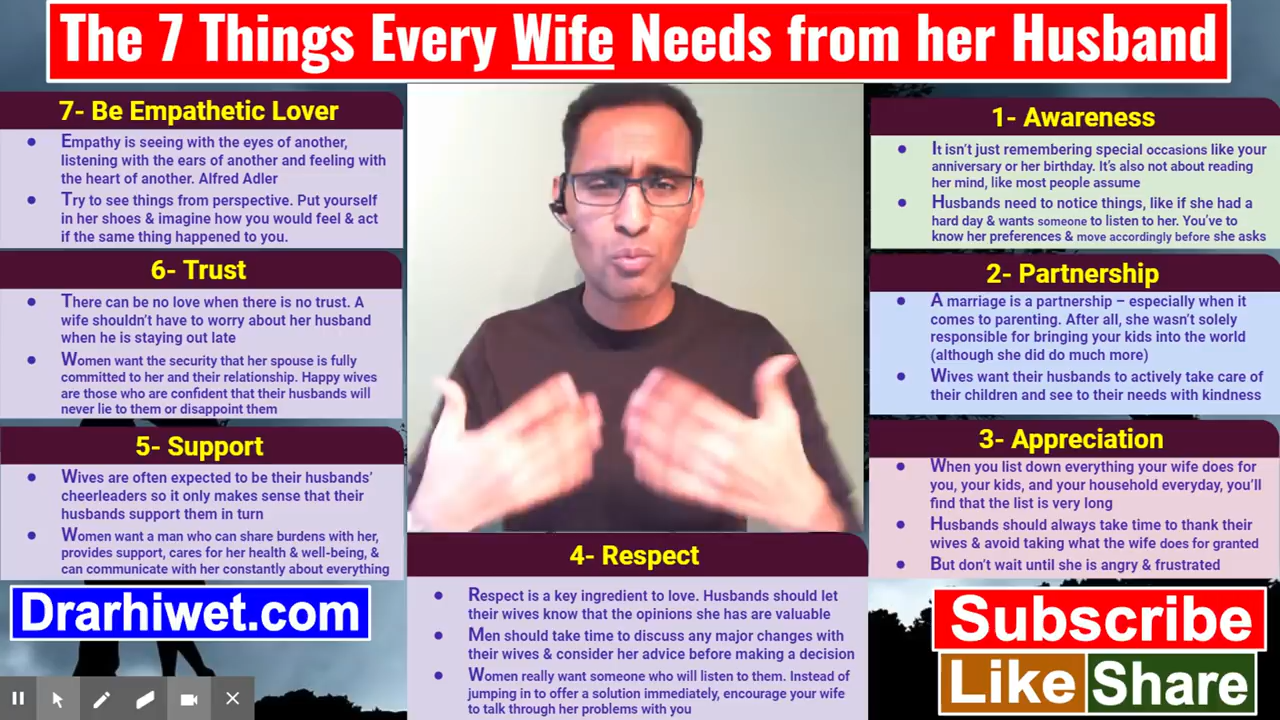 The 7 Things Every Wife Needs from her Husband
1- Awareness
● It isn't just remembering special occasions like your
anniversary or her birthday. It's also not about reading
her mind, like most people assume
● Husbands need to notice things, like if she had a
hard day & wants someone to listen to her. You've to
know her preferences & move accordingly before she asks
2- Partnership
● A marriage is a partnership – especially when it
comes to parenting. After all, she wasn't solely
responsible for bringing your kids into the world
(although she did do much more)
● Wives want their husbands to actively take care of
their children and see to their needs with kindness
3- Appreciation
● When you list down everything your wife does for
you, your kids, and your household everyday, you'll
find that the list is very long
● Husbands should always take time to thank their
wives & avoid taking what the wife does for granted
● But don't wait until she is angry & frustrated
4- Respect
● Respect is a key ingredient to love. Husbands should let
their wives know that the opinions she has are valuable
● Men should take time to discuss any major changes with
their wives & consider her advice before making a decision
● Women really want someone who will listen to them. Instead of
jumping in to offer a solution immediately, encourage your wife
to talk through her problems with you
5- Support
● Wives are often expected to be their husbands'
cheerleaders so it only makes sense that their
husbands support them in turn
● Women want a man who can share burdens with her,
provides support, cares for her health & well-being, &
can communicate with her constantly about everything
6- Trust
● There can be no love when there is no trust. A
wife shouldn't have to worry about her husband
when he is staying out late
● Women want the security that her spouse is fully
committed to her and their relationship. Happy wives
are those who are confident that their husbands will
never lie to them or disappoint them
7- Be Empathetic Lover
● Empathy is seeing with the eyes of another,
listening with the ears of another and feeling with
the heart of another. Alfred Adler
● Try to see things from perspective. Put yourself
in her shoes & imagine how you would feel & act
if the same thing happened to you.
Drarhiwet.com
Subscribe
Like Share